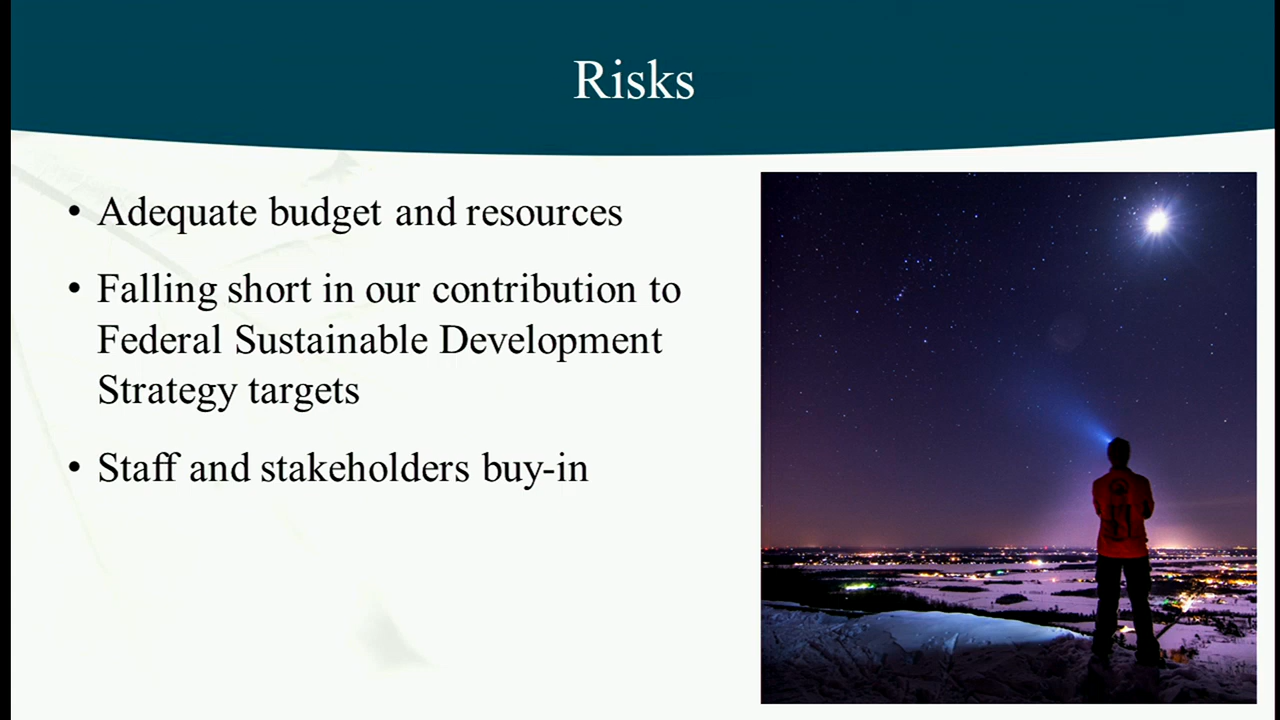 Risks
• Adequate budget and resources
• Falling short in our contribution to
Federal Sustainable Development
Strategy targets
• Staff and stakeholders buy-in